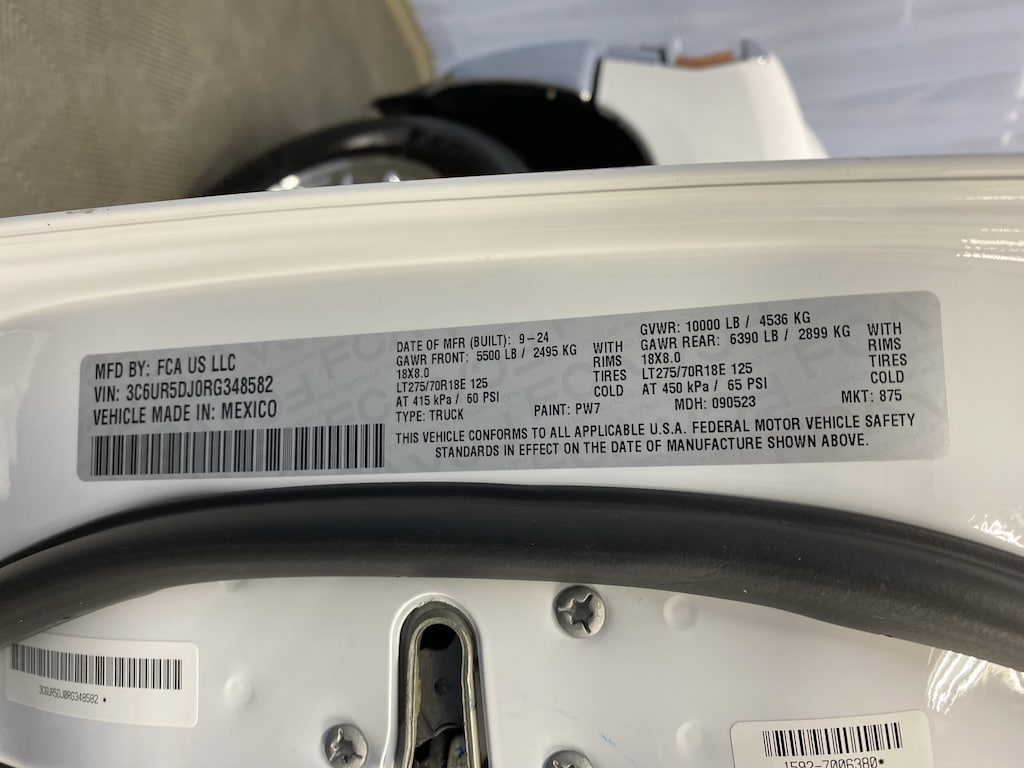 MFD BY: FCA US LLC
VIN: 3C6UR5DJ0RG348582
VEHICLE MADE IN: MEXICO
DATE OF MFR (BUILT): 9-24
GAWR FRONT: 5500 LB / 2495 KG WITH
18X8.0 RIMS
LT275/70R18E 125 TIRES
AT 415 kPa / 60 PSI COLD
TYPE: TRUCK PAINT: PW7
GVWR: 10000 LB / 4536 KG
GAWR REAR: 6390 LB / 2899 KG WITH
18X8.0 RIMS
LT275/70R18E 125 TIRES
AT 450 kPa / 65 PSI COLD
MDH: 090523 MKT: 875
THIS VEHICLE CONFORMS TO ALL APPLICABLE U.S.A. FEDERAL MOTOR VEHICLE SAFETY
STANDARDS IN EFFECT ON THE DATE OF MANUFACTURE SHOWN ABOVE.
3C6UR5DJ0RG348582 *
1592-7006380*